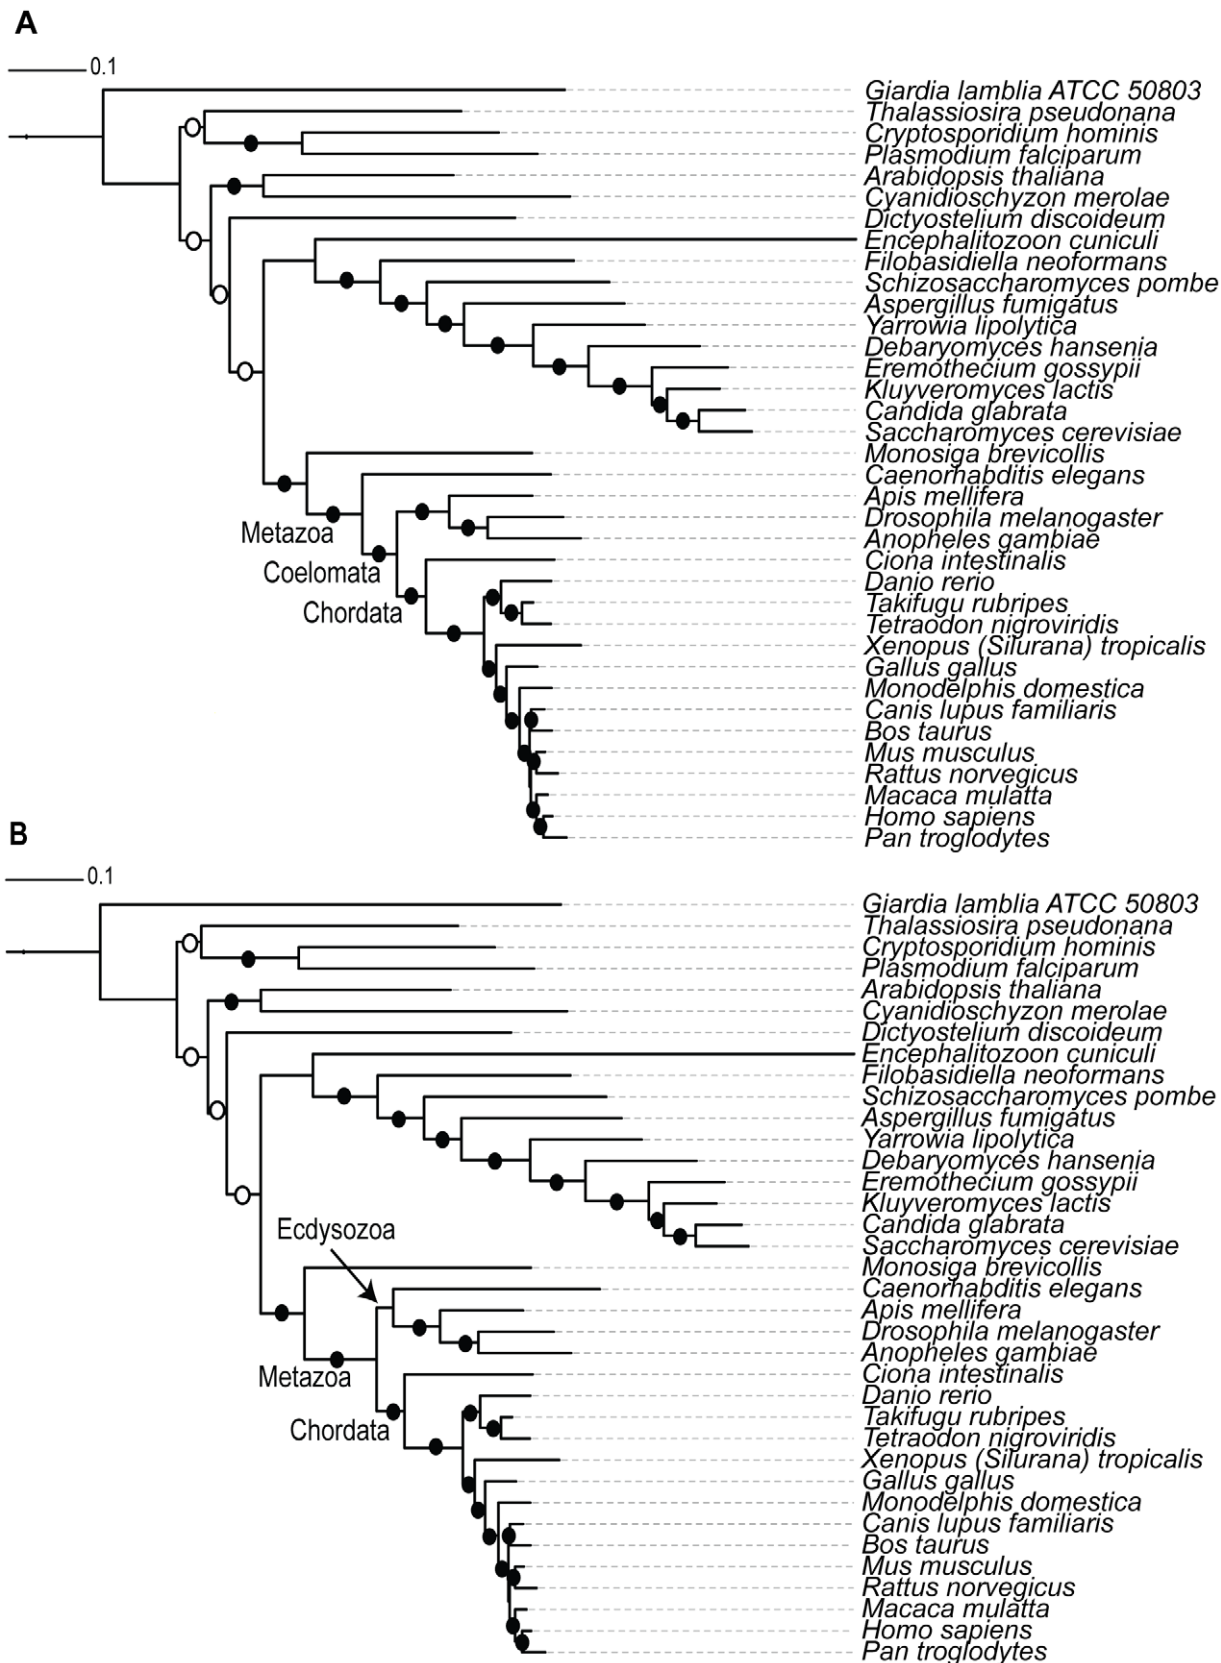 A
0.1
Giardia lamblia ATCC 50803
Thalassiosira pseudonana
Cryptosporidium hominis
Plasmodium falciparum
Arabidopsis thaliana
Cyanidioschyzon merolae
Dictyostelium discoideum
Encephalitozoon cuniculi
Filobasidiella neoformans
Schizosaccharomyces pombe
Aspergillus fumigatus
Yarrowia lipolytica
Debaryomyces hansenia
Eremothecium gossypii
Kluyveromyces lactis
Candida glabrata
Saccharomyces cerevisiae
Monosiga brevicollis
Caenorhabditis elegans
Apis mellifera
Drosophila melanogaster
Metazoa
Anopheles gambiae
Ciona intestinalis
Coelomata
Danio rerio
Takifugu rubripes
Chordata
Tetraodon nigroviridis
Xenopus (Silurana) tropicalis
Gallus gallus
Monodelphis domestica
Canis lupus familiaris
Bos taurus
Mus musculus
Rattus norvegicus
Macaca mulatta
Homo sapiens
Pan troglodytes
B
0.1
Giardia lamblia ATCC 50803
Thalassiosira pseudonana
Cryptosporidium hominis
Plasmodium falciparum
Arabidopsis thaliana
Cyanidioschyzon merolae
Dictyostelium discoideum
Encephalitozoon cuniculi
Filobasidiella neoformans
Schizosaccharomyces pombe
Aspergillus fumigatus
Yarrowia lipolytica
Debaryomyces hansenia
Eremothecium gossypii
Kluyveromyces lactis
Candida glabrata
Ecdysozoa
Saccharomyces cerevisiae
Monosiga brevicollis
Caenorhabditis elegans
Apis mellifera
Drosophila melanogaster
Anopheles gambiae
Metazoa
Ciona intestinalis
Danio rerio
Takifugu rubripes
Chordata
Tetraodon nigroviridis
Xenopus (Silurana) tropicalis
Gallus gallus
Monodelphis domestica
Canis lupus familiaris
Bos taurus
Mus musculus
Rattus norvegicus
Macaca mulatta
Homo sapiens
Pan troglodytes